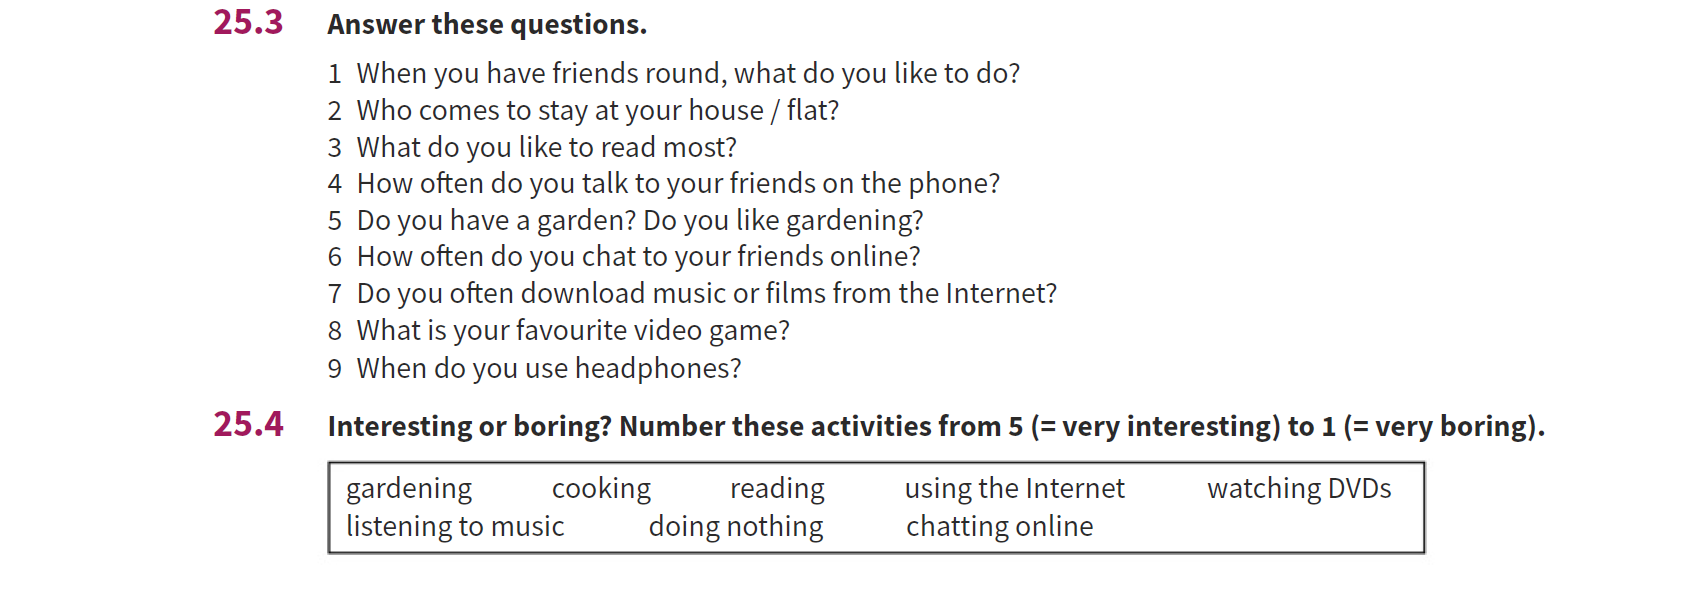 25.3 Answer these questions.
1 When you have friends round, what do you like to do?
2 Who comes to stay at your house / flat?
3 What do you like to read most?
4 How often do you talk to your friends on the phone?
5 Do you have a garden? Do you like gardening?
6 How often do you chat to your friends online?
7 Do you often download music or films from the Internet?
8 What is your favourite video game?
9 When do you use headphones?
25.4 Interesting or boring? Number these activities from 5 (= very interesting) to 1 (= very boring).
gardening cooking reading using the Internet watching DVDs
listening to music doing nothing chatting online